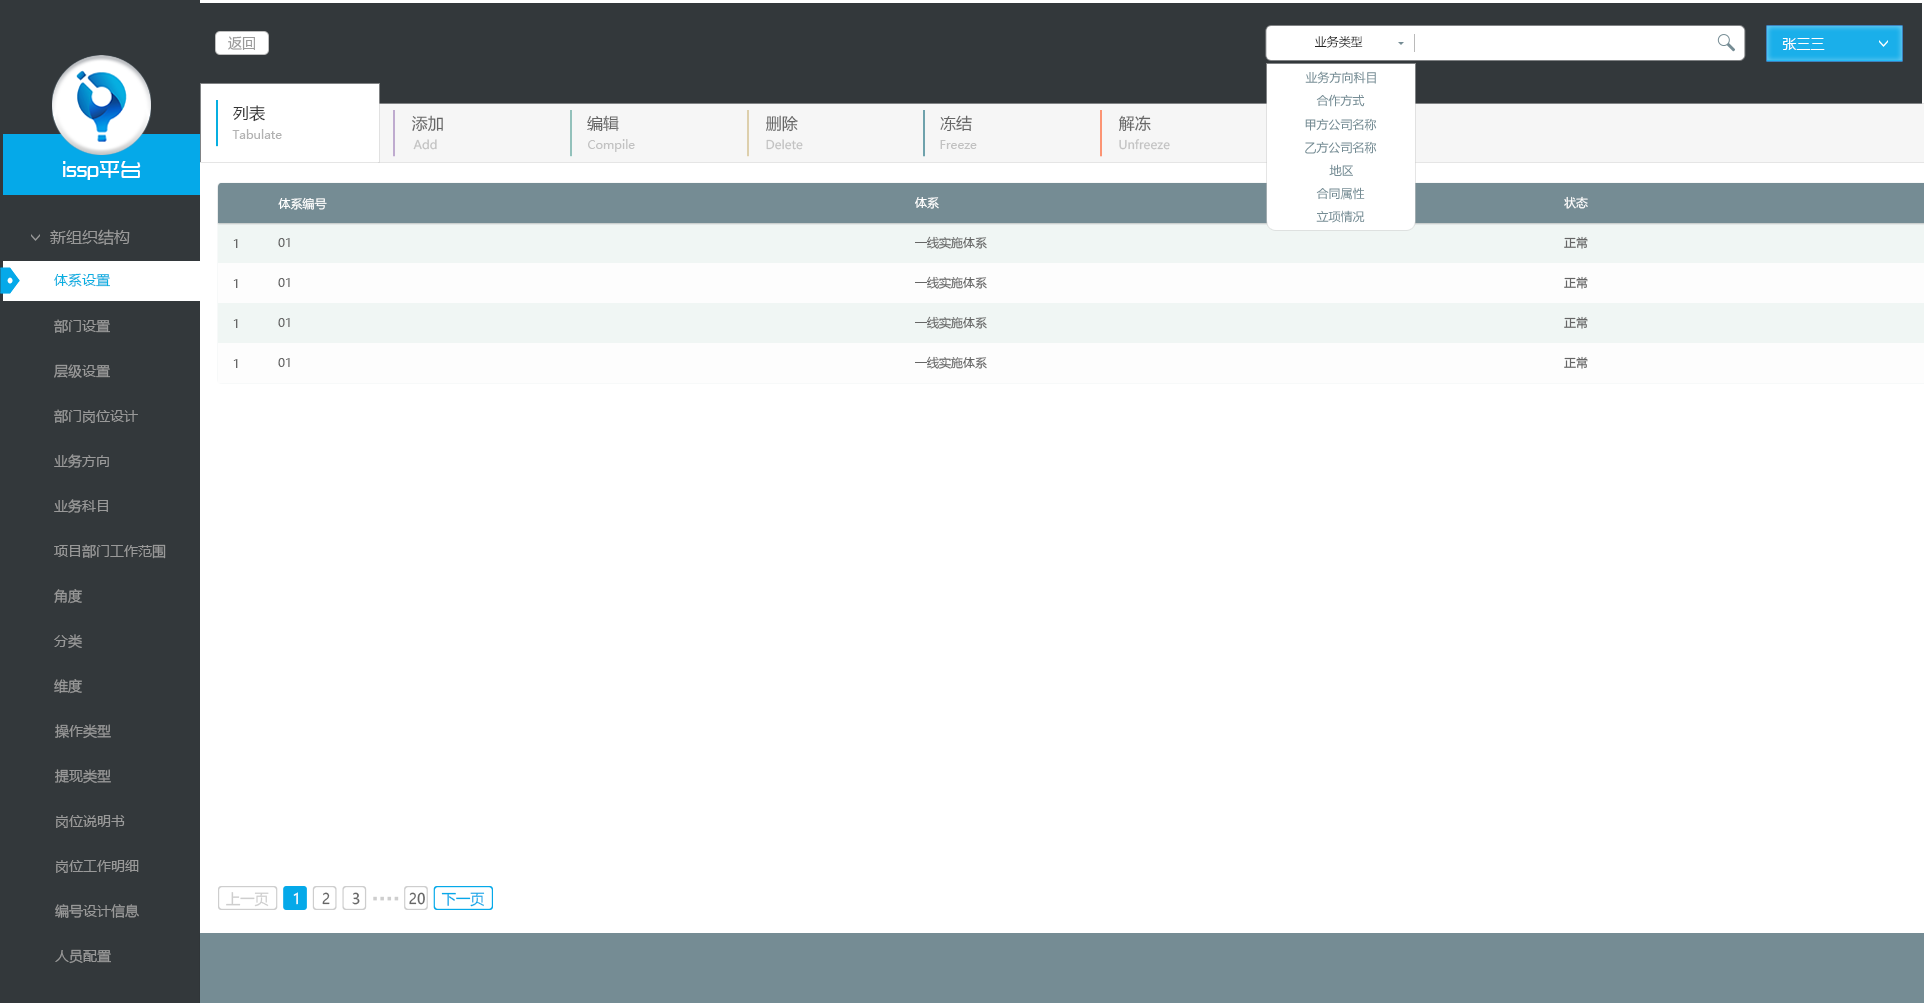 返回
业务类型
张三三
业务方向科目
合作方式
甲方公司名称
乙方公司名称
地区
合同属性
立项情况
列表
Tabulate
添加
Add
编辑
Compile
删除
Delete
冻结
Freeze
解冻
Unfreeze
issp平台
新组织结构
体系设置
部门设置
层级设置
部门岗位设计
业务方向
业务科目
项目部门工作范围
角度
分类
维度
操作类型
提现类型
岗位说明书
岗位工作明细
编号设计信息
人员配置
体系编号 体系 状态
1 01 一线实施体系 正常
1 01 一线实施体系 正常
1 01 一线实施体系 正常
1 01 一线实施体系 正常
上一页 1 2 3 ···· 20 下一页